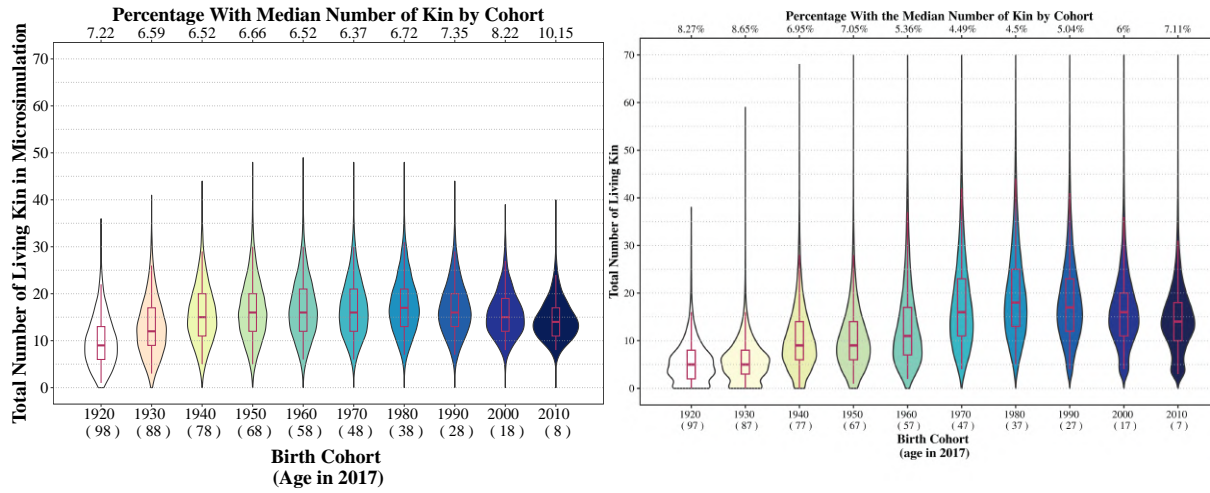 Percentage With Median Number of Kin by Cohort
7.22 6.59 6.52 6.66 6.52 6.37 6.72 7.35 8.22 10.15
Total Number of Living Kin in Microsimulation
70
60
50
40
30
20
10
0
1920 1930 1940 1950 1960 1970 1980 1990 2000 2010
( 98 ) ( 88 ) ( 78 ) ( 68 ) ( 58 ) ( 48 ) ( 38 ) ( 28 ) ( 18 ) ( 8 )
Birth Cohort
(Age in 2017)
Percentage With the Median Number of Kin by Cohort
8.27% 8.65% 6.95% 7.05% 5.36% 4.49% 4.5% 5.04% 6% 7.11%
Total Number of Living Kin
70
60
50
40
30
20
10
0
1920 1930 1940 1950 1960 1970 1980 1990 2000 2010
( 97 ) ( 87 ) ( 77 ) ( 67 ) ( 57 ) ( 47 ) ( 37 ) ( 27 ) ( 17 ) ( 7 )
Birth Cohort
(age in 2017)